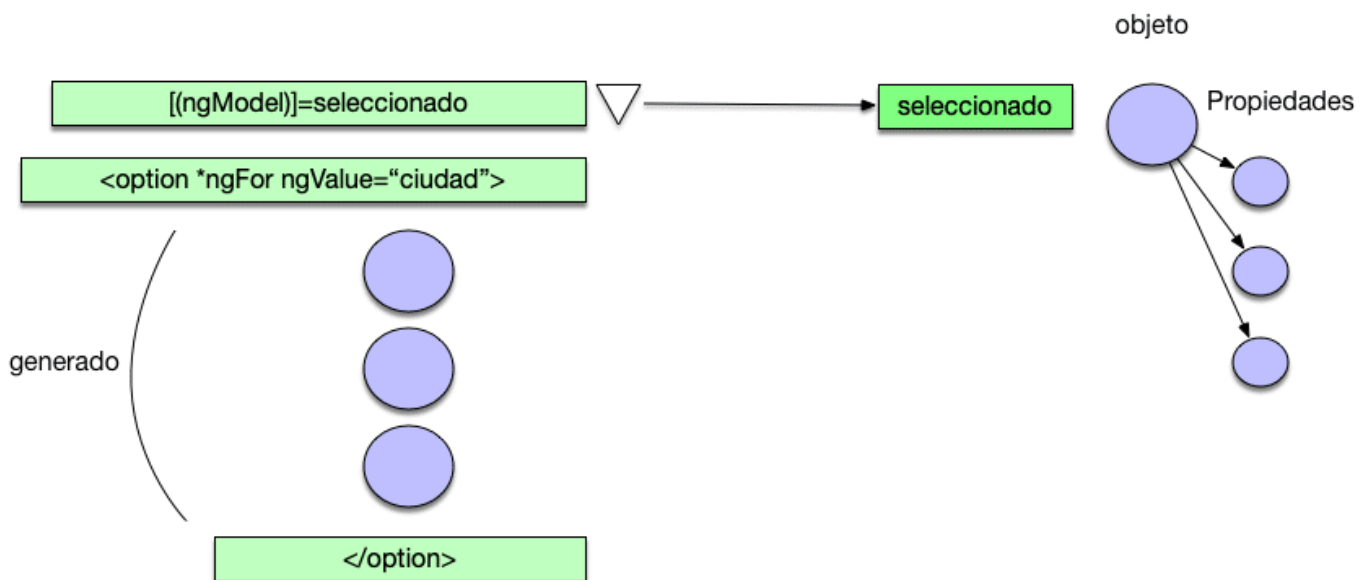 objeto
[(ngModel)]=seleccionado
seleccionado
Propiedades
<option *ngFor ngValue=“ciudad”>
generado
</option>